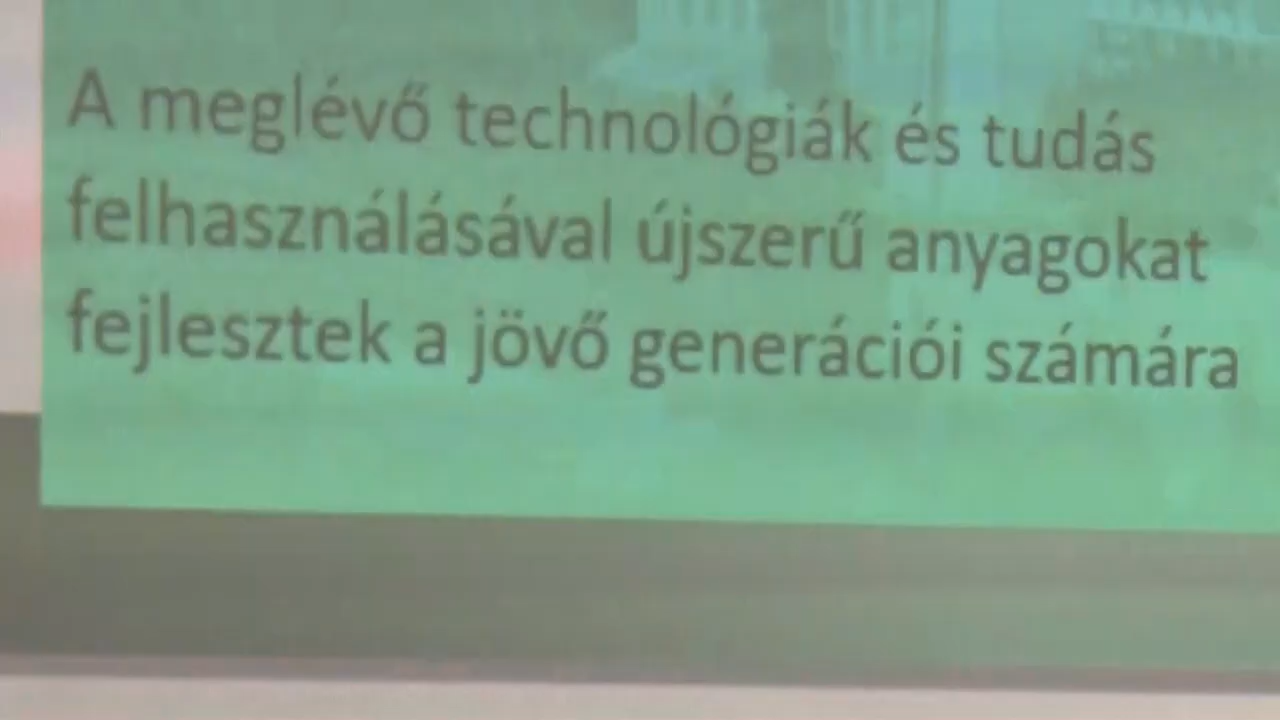 A meglévő technológiák és tudás
felhasználásával újszerű anyagokat
fejlesztek a jövő generációi számára